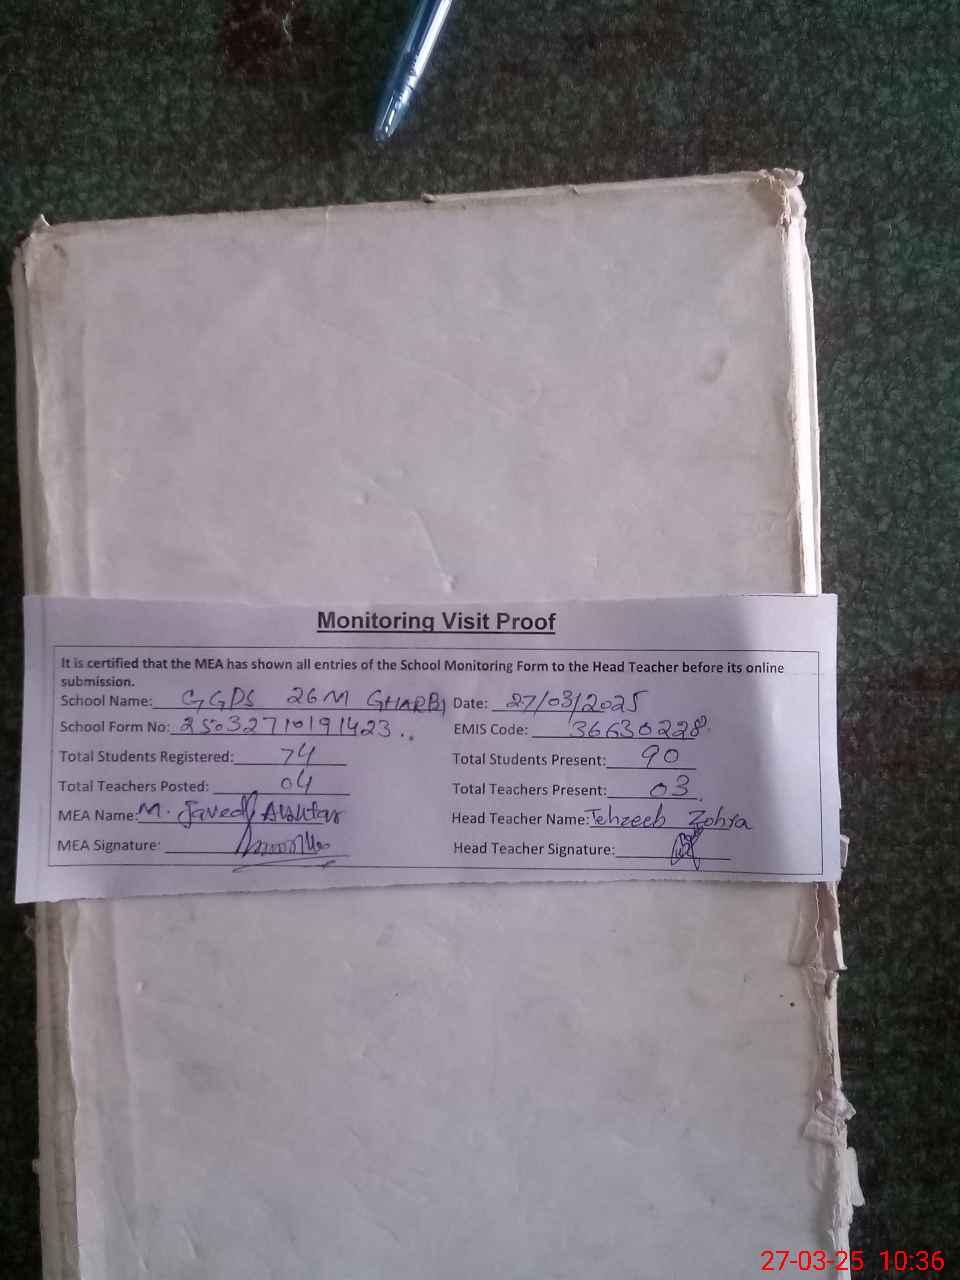 Monitoring Visit Proof
It is certified that the MEA has shown all entries of the School Monitoring Form to the Head Teacher before its online
submission.
School Name: GGPS 26M GHARBI Date: 27/03/2025
School Form No: 25032710191423.. EMIS Code: 36630228
Total Students Registered: 74 Total Students Present: 90
Total Teachers Posted: 04 Total Teachers Present: 03
MEA Name: M. Javed Akhtar Head Teacher Name: Tehzeeb Zohra
MEA Signature: Head Teacher Signature:
27-03-25 10:36